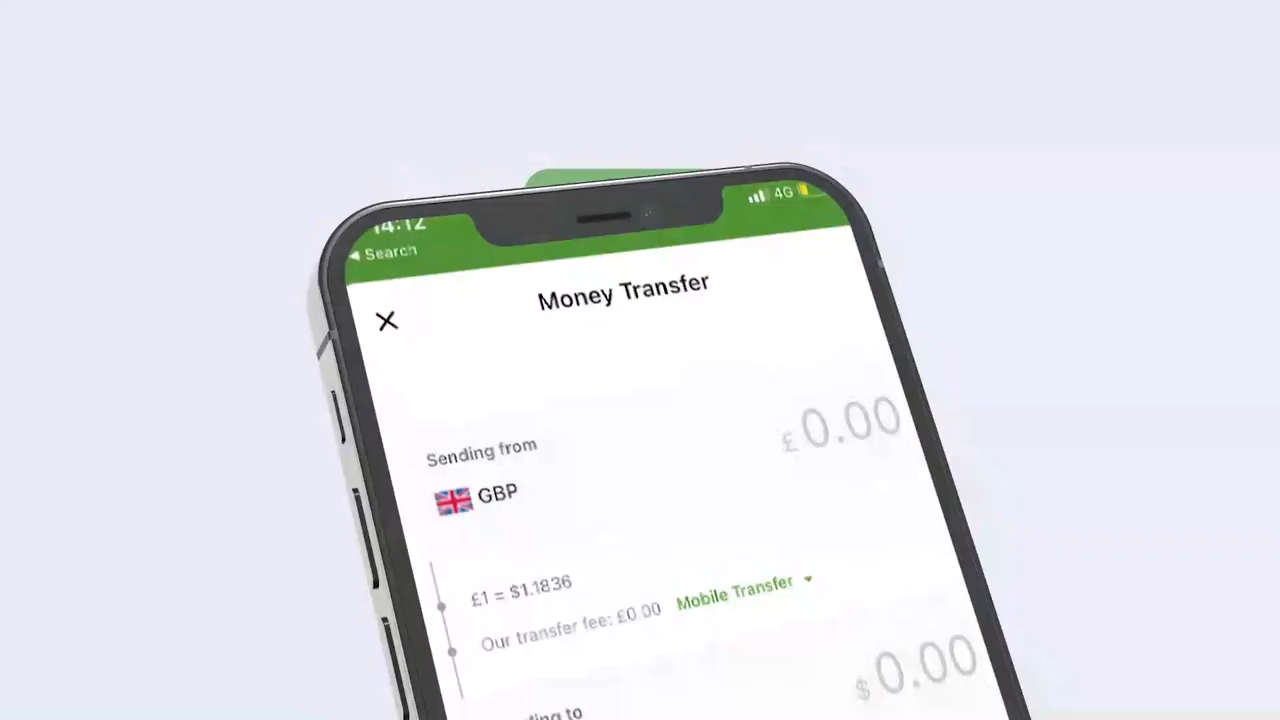 14:12
4G
Search
Money Transfer
£0.00
Sending from
GBP
£1 = $1.1836
Our transfer fee: £0.00 Mobile Transfer
$0.00
to